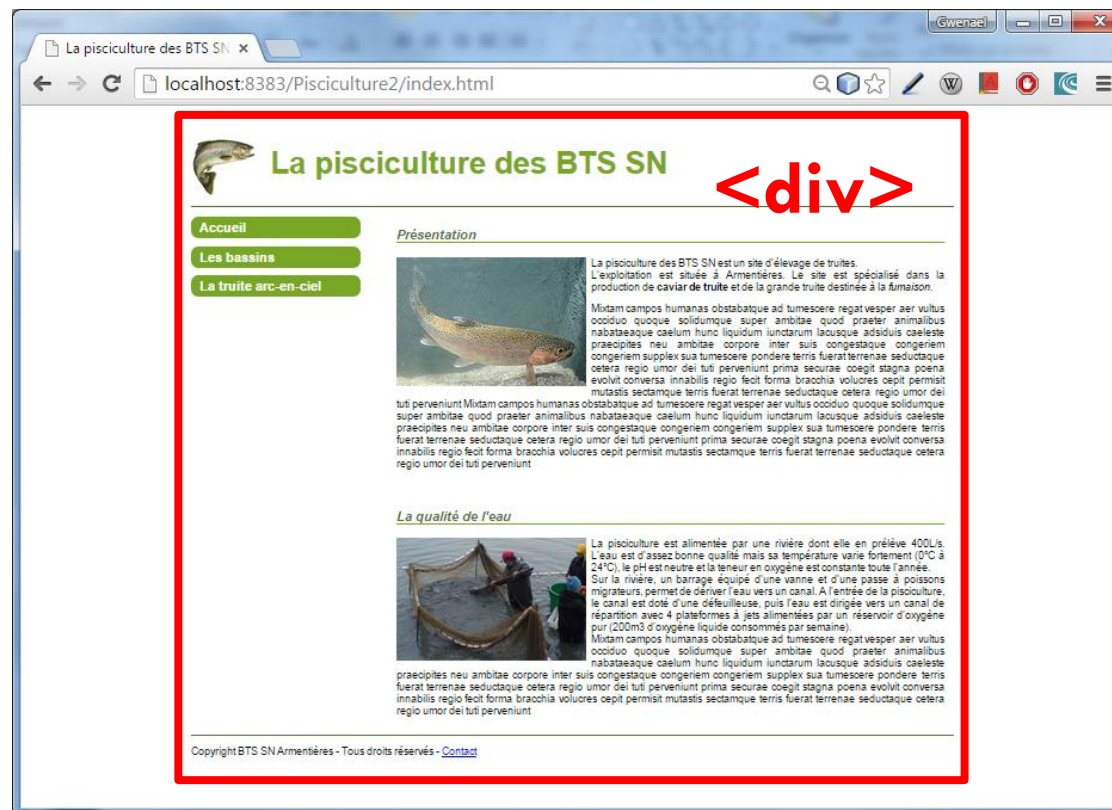 Gwenael
La pisciculture des BTS SN
localhost:8383/Pisciculture2/index.html
La pisciculture des BTS SN
<div>
Accueil
Les bassins
La truite arc-en-ciel
Présentation
La pisciculture des BTS SN est un site d'élevage de truites.
L'exploitation est située à Armentières. Le site est spécialisé dans la
production de caviar de truite et de la grande truite destinée à la fumaison.
Mixtam campos humanas obstabatque ad tumescere regat vesper aer vultus
occiduo quoque solidumque super ambitae quod praeter animalibus
nabataeaque caelum hunc liquidum iunctarum lacusque adsiduis caeleste
praecipites neu ambitae corpore inter suis congestaque congeriem
congeriem supplex sua tumescere pondere terris fuerat terrenae seductaque
cetera regio umor dei tuti perveniunt prima securae coegit stagna poena
evolvit conversa innabilis regio fecit forma bracchia volucres cepit permisit
mutastis sectamque terris fuerat terrenae seductaque cetera regio umor dei
tuti perveniunt Mixtam campos humanas obstabatque ad tumescere regat vesper aer vultus occiduo quoque solidumque
super ambitae quod praeter animalibus nabataeaque caelum hunc liquidum iunctarum lacusque adsiduis caeleste
praecipites neu ambitae corpore inter suis congestaque congeriem congeriem supplex sua tumescere pondere terris
fuerat terrenae seductaque cetera regio umor dei tuti perveniunt prima securae coegit stagna poena evolvit conversa
innabilis regio fecit forma bracchia volucres cepit permisit mutastis sectamque terris fuerat terrenae seductaque cetera
regio umor dei tuti perveniunt
La qualité de l'eau
La pisciculture est alimentée par une rivière dont elle en prélève 400L/s.
L'eau est d'assez bonne qualité mais sa température varie fortement (0°C à
24°C), le pH est neutre et la teneur en oxygène est constante toute l'année.
Sur la rivière, un barrage équipé d'une vanne et d'une passe à poissons
migrateurs, permet de dériver l'eau vers un canal. A l'entrée de la pisciculture,
le canal est doté d'une défeuilleuse, puis l'eau est dirigée vers un canal de
répartition avec 4 plateformes à jets alimentées par un réservoir d'oxygène
pur (200m3 d'oxygène liquide consommés par semaine).
Mixtam campos humanas obstabatque ad tumescere regat vesper aer vultus
occiduo quoque solidumque super ambitae quod praeter animalibus
nabataeaque caelum hunc liquidum iunctarum lacusque adsiduis caeleste
praecipites neu ambitae corpore inter suis congestaque congeriem congeriem supplex sua tumescere pondere terris
fuerat terrenae seductaque cetera regio umor dei tuti perveniunt prima securae coegit stagna poena evolvit conversa
innabilis regio fecit forma bracchia volucres cepit permisit mutastis sectamque terris fuerat terrenae seductaque cetera
regio umor dei tuti perveniunt
Copyright BTS SN Armentières - Tous droits réservés - Contact